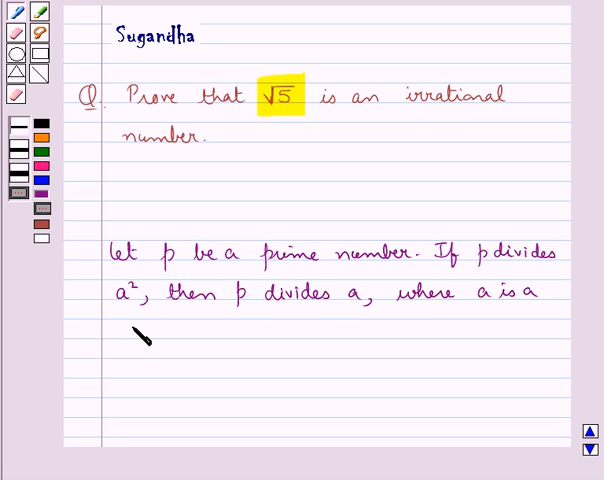 Sugandha
Q. Prove that √5 is an irrational
number.
Let p be a prime number. If p divides
a², then p divides a, where a is a